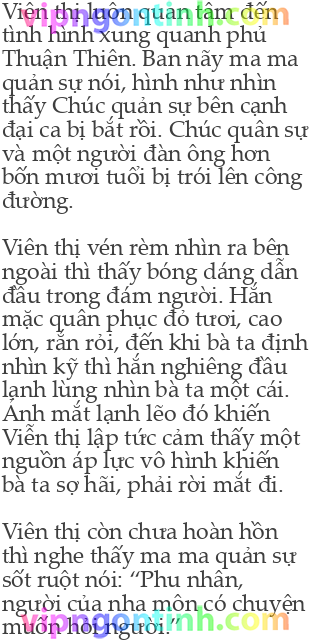 Viên thị luôn quan tâm đến
tình hình xung quanh phủ
Thuận Thiên. Ban nãy ma ma
quản sự nói, hình như nhìn
thấy Chúc quản sự bên cạnh
đại ca bị bắt rồi. Chúc quân sự
và một người đàn ông hơn
bốn mươi tuổi bị trói lên công
đường.
Viên thị vén rèm nhìn ra bên
ngoài thì thấy bóng dáng dẫn
đầu trong đám người. Hắn
mặc quân phục đỏ tươi, cao
lớn, rắn rỏi, đến khi bà ta định
nhìn kỹ thì hắn nghiêng đầu
lạnh lùng nhìn bà ta một cái.
Ánh mắt lạnh lẽo đó khiến
Viễn thị lập tức cảm thấy một
nguồn áp lực vô hình khiến
bà ta sợ hãi, phải rời mắt đi.
Viên thị còn chưa hoàn hồn
thì nghe thấy ma ma quản sự
sốt ruột nói: “Phu nhân,
người của nha môn có chuyện
muốn hỏi người.”
vipngontinh.com
vipngontinh.com